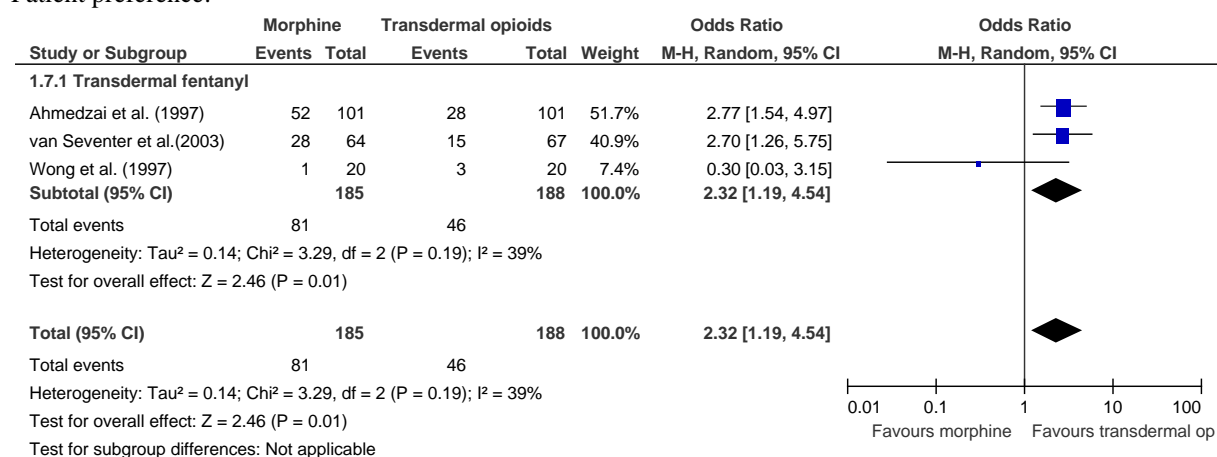 Patient preference:
Morphine Transdermal opioids Odds Ratio Odds Ratio
Study or Subgroup Events Total Events Total Weight M-H, Random, 95% CI M-H, Random, 95% CI
1.7.1 Transdermal fentanyl
Ahmedzai et al. (1997) 52 101 28 101 51.7% 2.77 [1.54, 4.97]
van Seventer et al.(2003) 28 64 15 67 40.9% 2.70 [1.26, 5.75]
Wong et al. (1997) 1 20 3 20 7.4% 0.30 [0.03, 3.15]
Subtotal (95% CI) 185 188 100.0% 2.32 [1.19, 4.54]
Total events 81 46
Heterogeneity: Tau² = 0.14; Chi² = 3.29, df = 2 (P = 0.19); I² = 39%
Test for overall effect: Z = 2.46 (P = 0.01)
Total (95% CI) 185 188 100.0% 2.32 [1.19, 4.54]
Total events 81 46
Heterogeneity: Tau² = 0.14; Chi² = 3.29, df = 2 (P = 0.19); I² = 39%
Test for overall effect: Z = 2.46 (P = 0.01)
Test for subgroup differences: Not applicable
0.01 0.1 1 10 100
Favours morphine Favours transdermal op